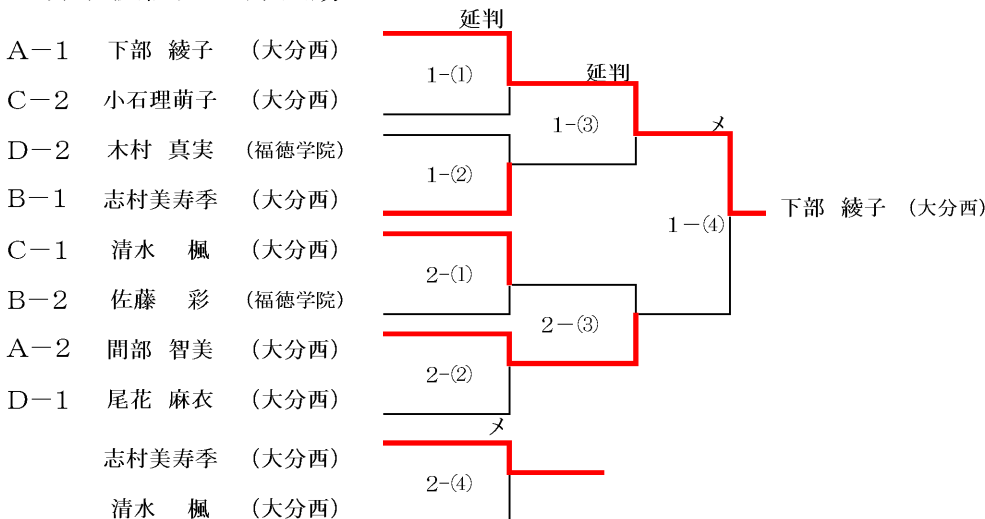 延判
A－1 下部 綾子 （大分西）
1-⑴
延判
C－2 小石理萌子 （大分西）
1-⑶
メ
D－2 木村 真実 （福徳学院）
1-⑵
B－1 志村美寿季 （大分西）
下部 綾子 （大分西）
1－⑷
C－1 清水 楓 （大分西）
2-⑴
B－2 佐藤 彩 （福徳学院）
2－⑶
A－2 間部 智美 （大分西）
2-⑵
D－1 尾花 麻衣 （大分西）
メ
志村美寿季 （大分西）
2-⑷
清水 楓 （大分西）